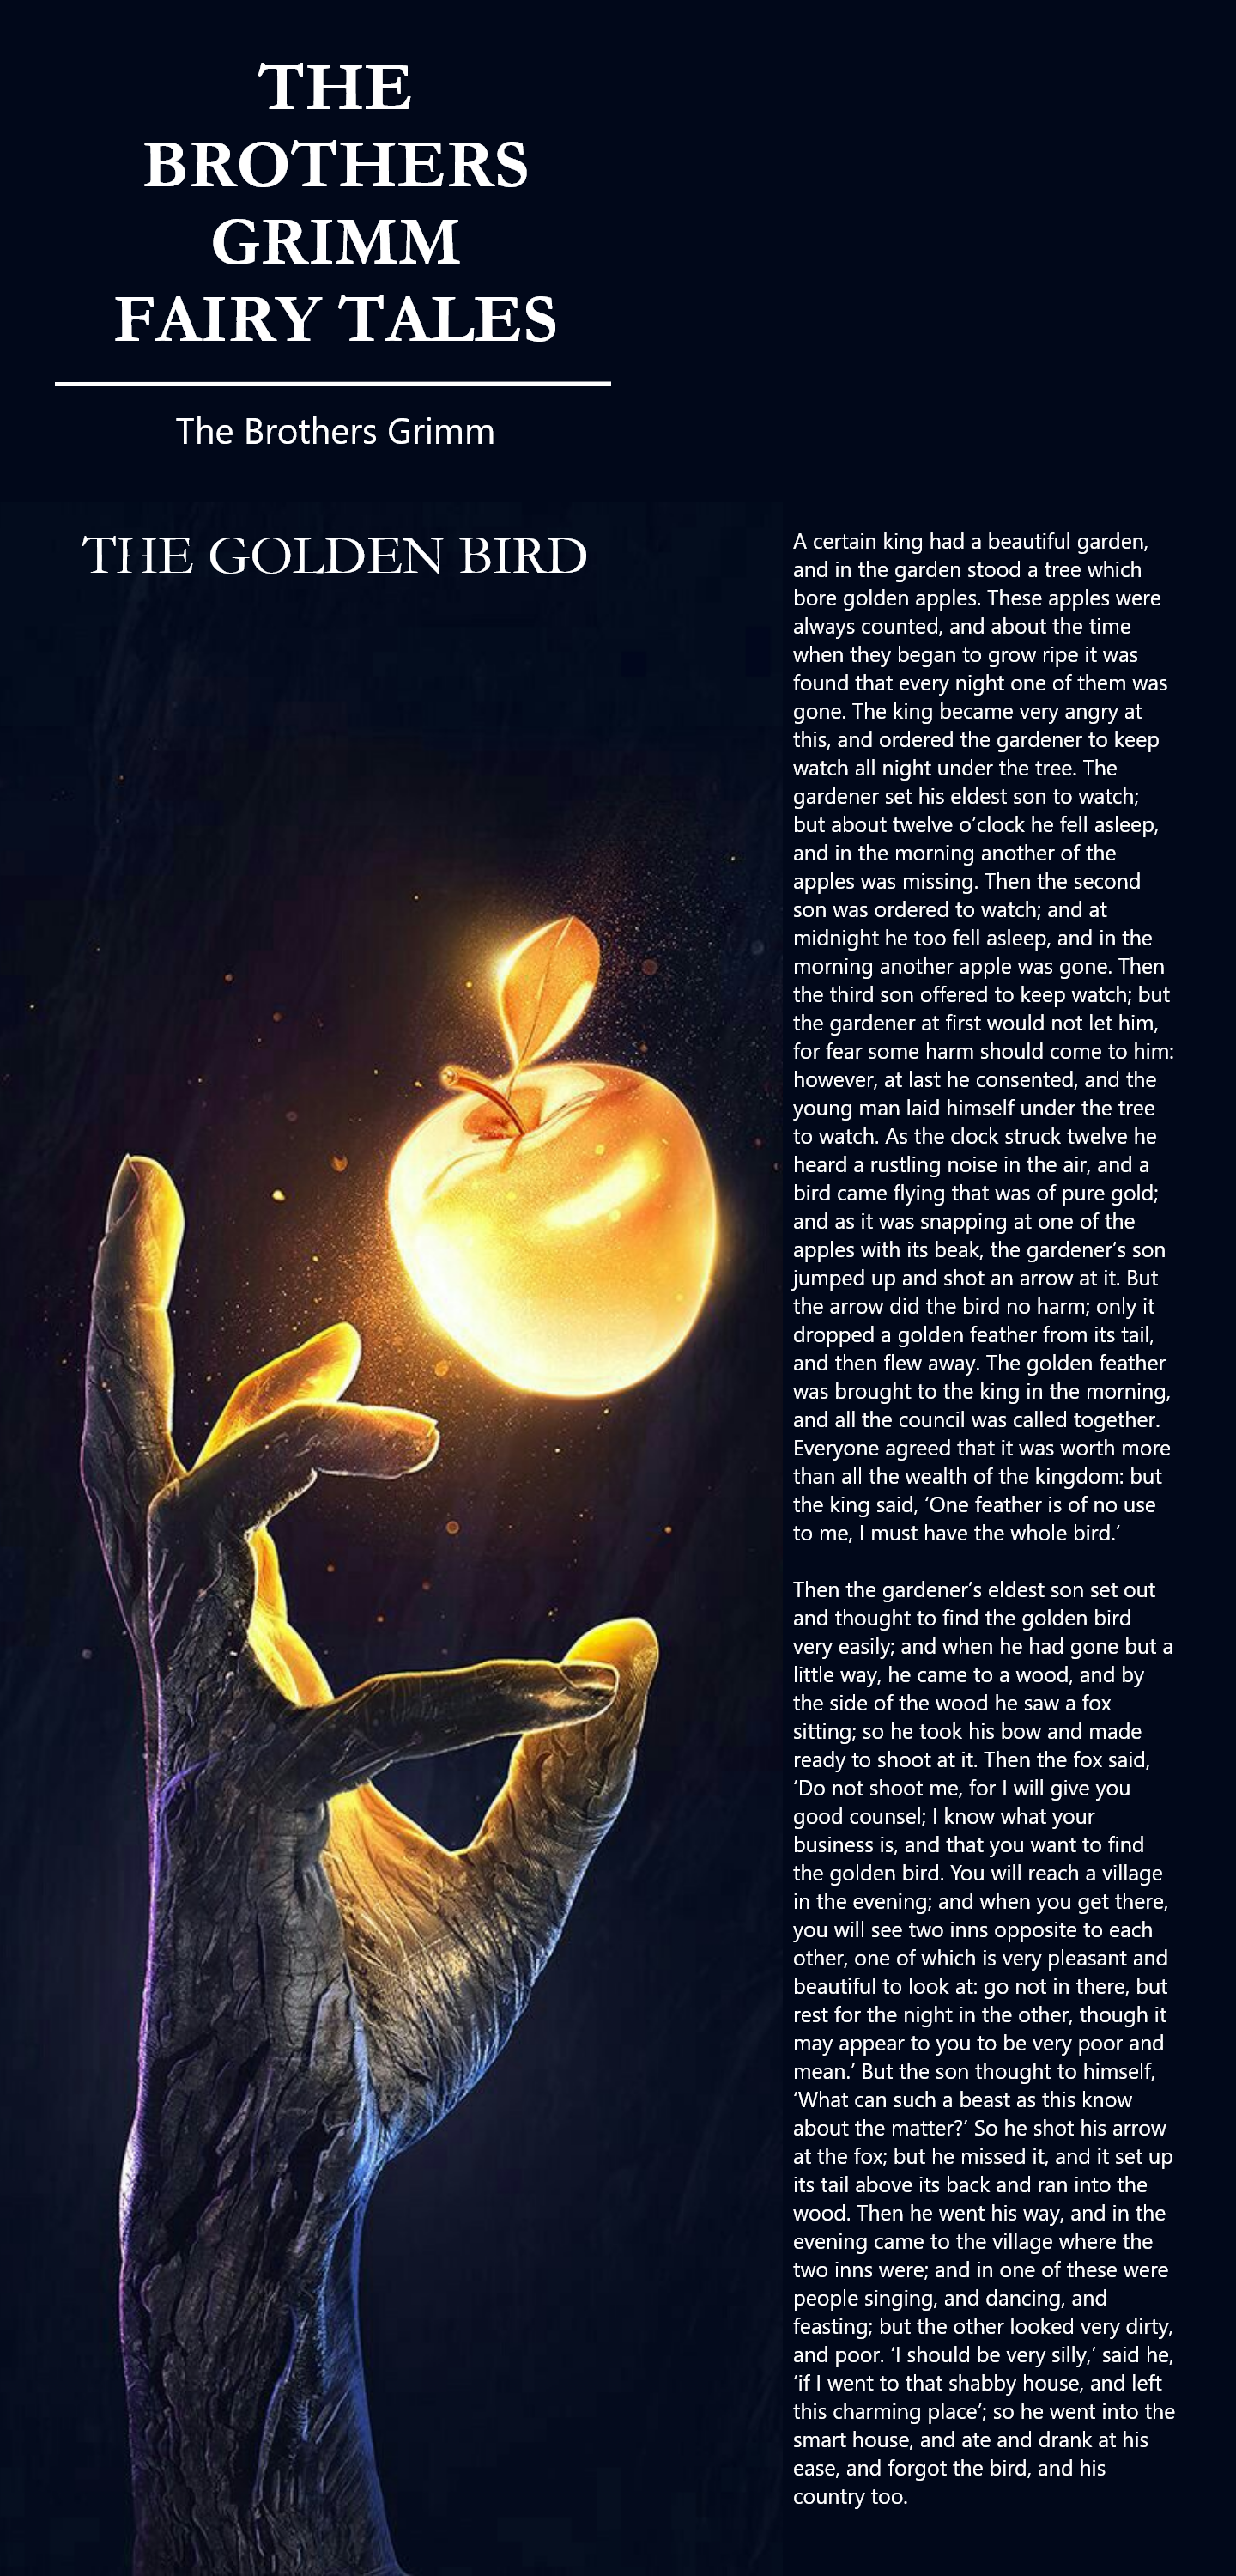 THE
BROTHERS
GRIMM
FAIRY TALES
The Brothers Grimm
THE GOLDEN BIRD
A certain king had a beautiful garden,
and in the garden stood a tree which
bore golden apples. These apples were
always counted, and about the time
when they began to grow ripe it was
found that every night one of them was
gone. The king became very angry at
this, and ordered the gardener to keep
watch all night under the tree. The
gardener set his eldest son to watch;
but about twelve o’clock he fell asleep,
and in the morning another of the
apples was missing. Then the second
son was ordered to watch; and at
midnight he too fell asleep, and in the
morning another apple was gone. Then
the third son offered to keep watch; but
the gardener at first would not let him,
for fear some harm should come to him:
however, at last he consented, and the
young man laid himself under the tree
to watch. As the clock struck twelve he
heard a rustling noise in the air, and a
bird came flying that was of pure gold;
and as it was snapping at one of the
apples with its beak, the gardener’s son
jumped up and shot an arrow at it. But
the arrow did the bird no harm; only it
dropped a golden feather from its tail,
and then flew away. The golden feather
was brought to the king in the morning,
and all the council was called together.
Everyone agreed that it was worth more
than all the wealth of the kingdom: but
the king said, ‘One feather is of no use
to me, I must have the whole bird.’
Then the gardener’s eldest son set out
and thought to find the golden bird
very easily; and when he had gone but a
little way, he came to a wood, and by
the side of the wood he saw a fox
sitting; so he took his bow and made
ready to shoot at it. Then the fox said,
‘Do not shoot me, for I will give you
good counsel; I know what your
business is, and that you want to find
the golden bird. You will reach a village
in the evening; and when you get there,
you will see two inns opposite to each
other, one of which is very pleasant and
beautiful to look at: go not in there, but
rest for the night in the other, though it
may appear to you to be very poor and
mean.’ But the son thought to himself,
‘What can such a beast as this know
about the matter?’ So he shot his arrow
at the fox; but he missed it, and it set up
its tail above its back and ran into the
wood. Then he went his way, and in the
evening came to the village where the
two inns were; and in one of these were
people singing, and dancing, and
feasting; but the other looked very dirty,
and poor. ‘I should be very silly,’ said he,
‘if I went to that shabby house, and left
this charming place’; so he went into the
smart house, and ate and drank at his
ease, and forgot the bird, and his
country too.